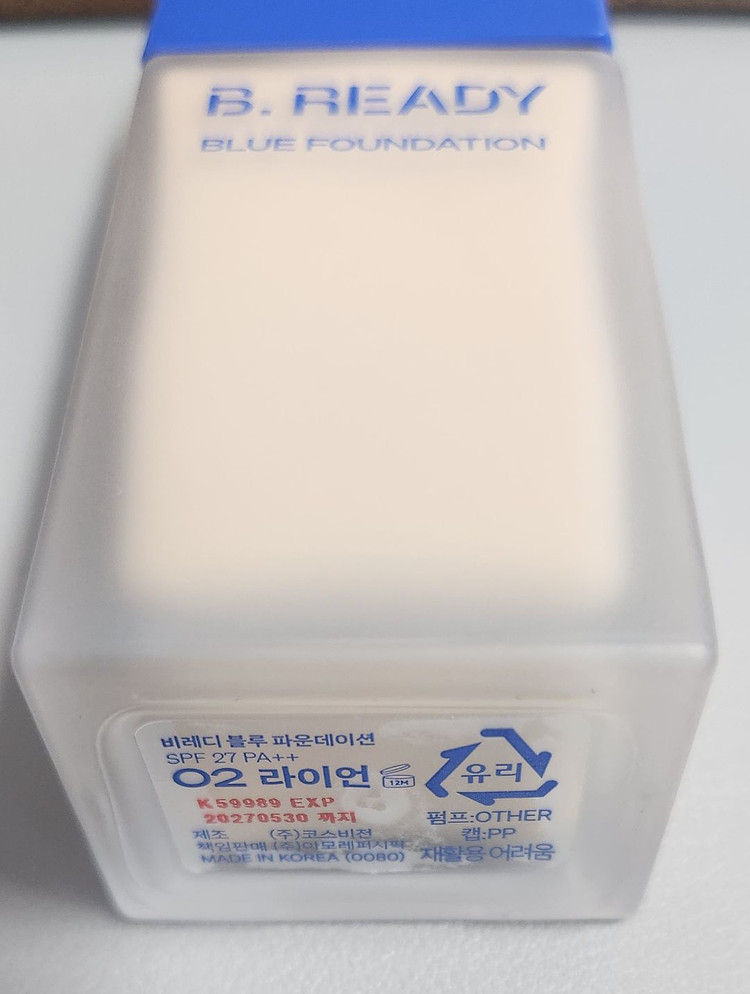 B. READY
BLUE FOUNDATION
비레디 블루 파운데이션
SPF 27 PA++
02 라이언
12M
K59989 EXP
20270530 까지
제조 (주)코스비전
책임판매 (주)아모레퍼시픽
MADE IN KOREA (0080)
유리
펌프:OTHER
캡:PP
재활용 어려움